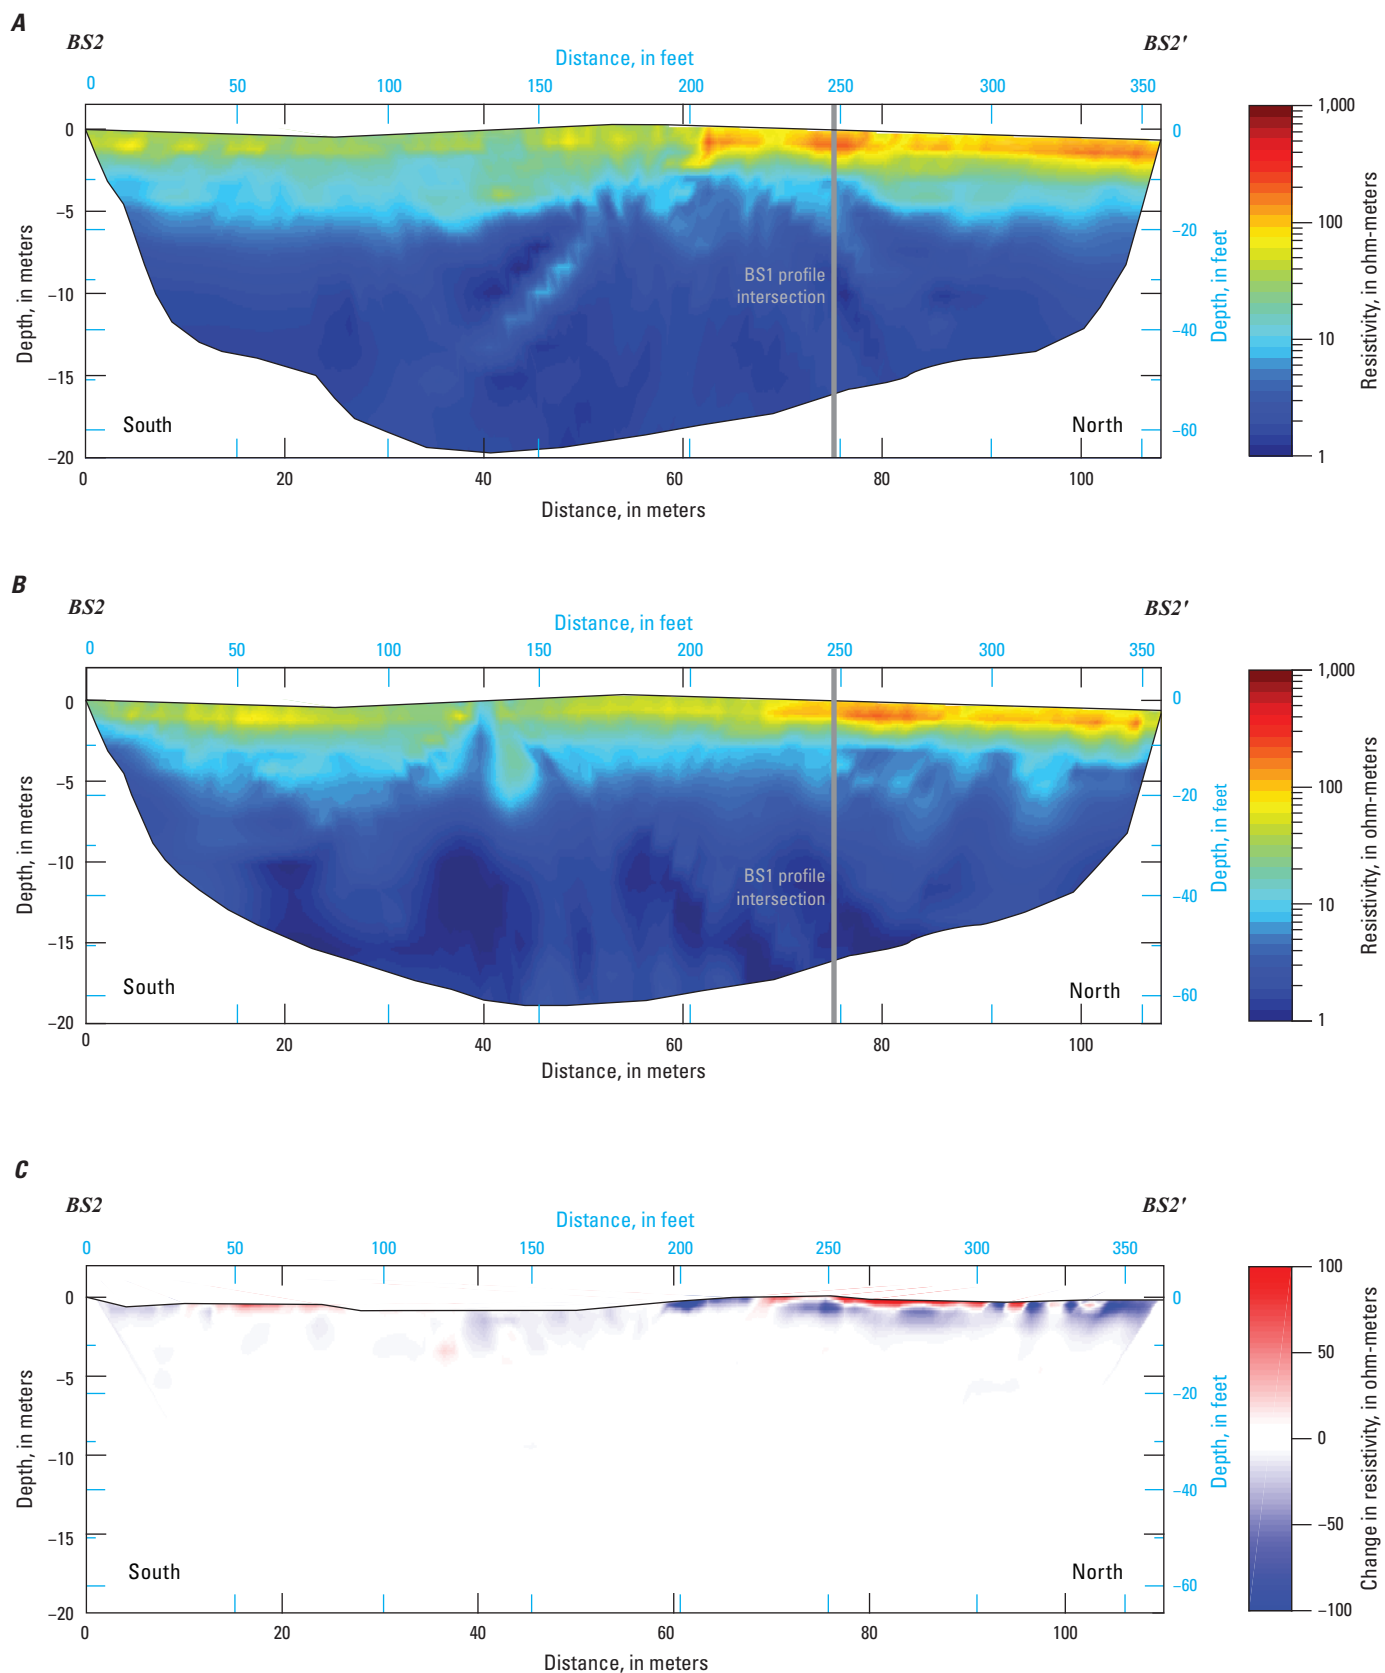 A
BS2
BS2'
Distance, in feet
0 50 100 150 200 250 300 350
1,000
100
10
1
Resistivity, in ohm-meters
0
−5
−10
−15
−20
Depth, in meters
0
−20
−40
−60
Depth, in feet
BS1 profile
intersection
South
North
0 20 40 60 80 100
Distance, in meters
B
BS2
BS2'
Distance, in feet
0 50 100 150 200 250 300 350
1,000
100
10
1
Resistivity, in ohm-meters
0
−5
−10
−15
−20
Depth, in meters
0
−20
−40
−60
Depth, in feet
BS1 profile
intersection
South
North
0 20 40 60 80 100
Distance, in meters
C
BS2
BS2'
Distance, in feet
0 50 100 150 200 250 300 350
100
50
0
−50
−100
Change in resistivity, in ohm-meters
0
−5
−10
−15
−20
Depth, in meters
0
−20
−40
−60
Depth, in feet
South
North
0 20 40 60 80 100
Distance, in meters